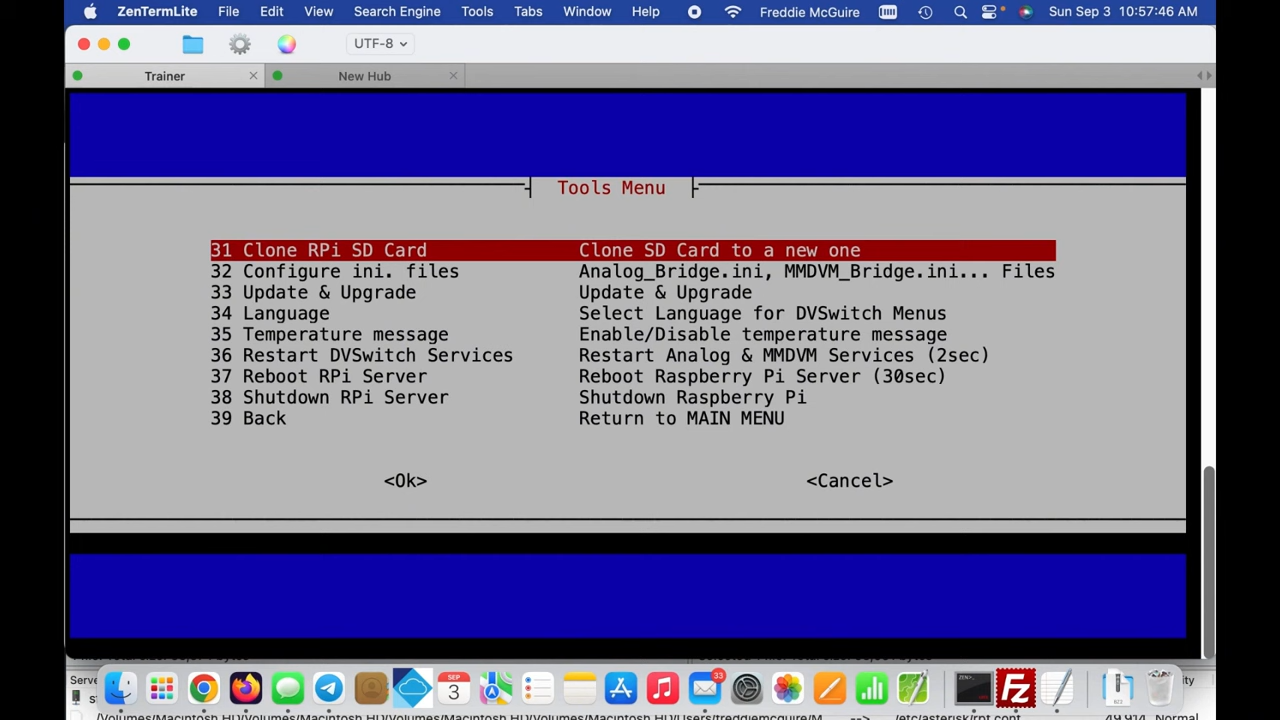 ZenTermLite File Edit View Search Engine Tools Tabs Window Help Freddie McGuire Sun Sep 3 10:57:46 AM
UTF-8
Trainer New Hub
Tools Menu
31 Clone RPi SD Card Clone SD Card to a new one
32 Configure ini. files Analog_Bridge.ini, MMDVM_Bridge.ini... Files
33 Update & Upgrade Update & Upgrade
34 Language Select Language for DVSwitch Menus
35 Temperature message Enable/Disable temperature message
36 Restart DVSwitch Services Restart Analog & MMDVM Services (2sec)
37 Reboot RPi Server Reboot Raspberry Pi Server (30sec)
38 Shutdown RPi Server Shutdown Raspberry Pi
39 Back Return to MAIN MENU
<Ok> <Cancel>
Serve
SEP
3
33